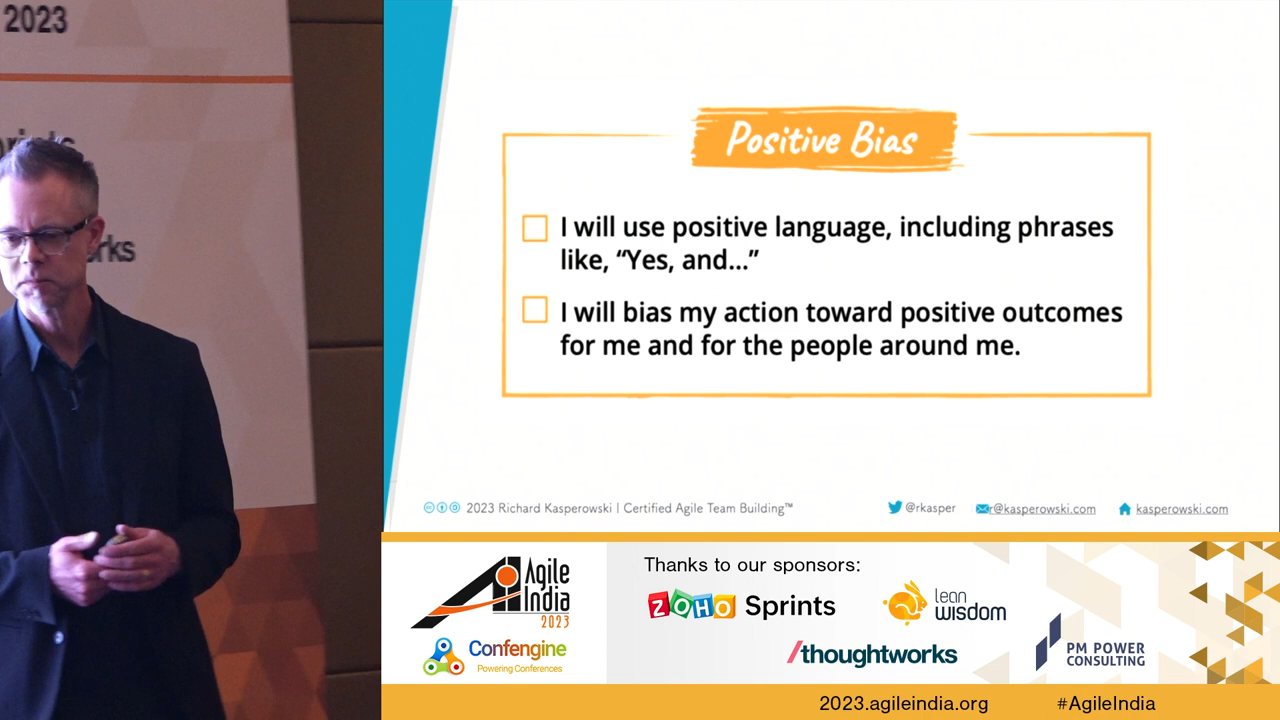 2023
Positive Bias
I will use positive language, including phrases
like, “Yes, and...”
I will bias my action toward positive outcomes
for me and for the people around me.
2023 Richard Kasperowski | Certified Agile Team Building™
@rkasper
r@kasperowski.com
kasperowski.com
Agile
India
2023
Confengine
Powering Conferences
Thanks to our sponsors:
ZOHO Sprints
lean
wisdom
/thoughtworks
PM POWER
CONSULTING
2023.agileindia.org
#AgileIndia